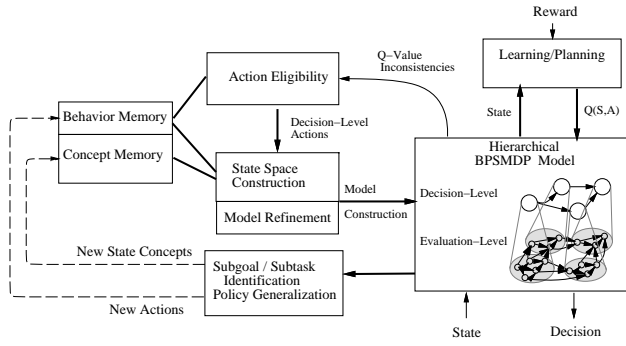 Reward
Learning/Planning
Q−Value
Inconsistencies
Action Eligibility
State
Q(S,A)
Behavior Memory
Concept Memory
Decision−Level
Actions
Hierarchical
BPSMDP Model
State Space
Construction
Model Refinement
Model
Construction
Decision−Level
Evaluation−Level
New State Concepts
Subgoal / Subtask
Identification
Policy Generalization
New Actions
State
Decision